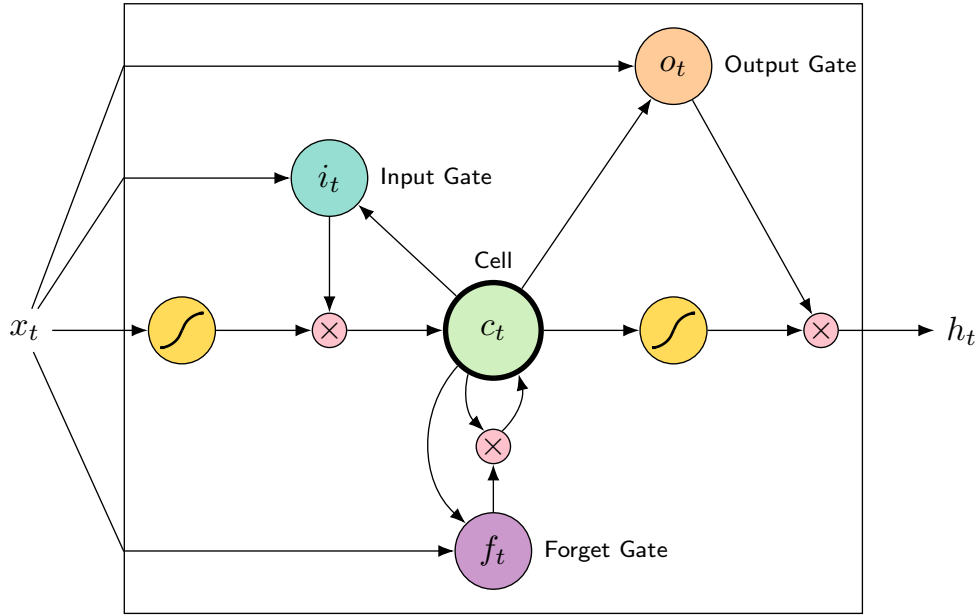 o_t Output Gate
i_t Input Gate
Cell
x_t × c_t × h_t
×
f_t Forget Gate